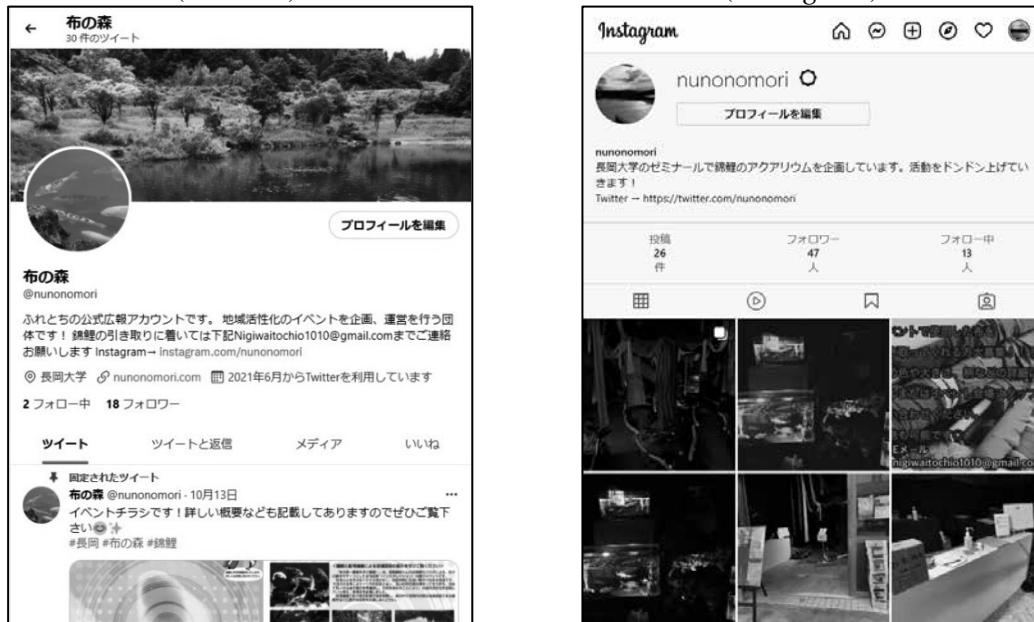 布の森
30 件のツイート
プロフィールを編集
布の森
@nunonomori
ふれとちの公式広報アカウントです。 地域活性化のイベントを企画、運営を行う団
体です！ 錦鯉の引き取りに着いては下記Nigiwaitochio1010@gmail.comまでご連絡
お願いします Instagram→ instagram.com/nunonomori
長岡大学 nunonomori.com 2021年6月からTwitterを利用しています
2 フォロー中 18 フォロワー
ツイート ツイートと返信 メディア いいね
固定されたツイート
布の森 @nunonomori · 10月13日
イベントチラシです！詳しい概要なども記載してありますのでぜひご覧下
さい
#長岡 #布の森 #錦鯉
Instagram
nunonomori
プロフィールを編集
nunonomori
長岡大学のゼミナールで錦鯉のアクアリウムを企画しています。活動をドンドン上げてい
きます！
Twitter → https://twitter.com/nunonomori
投稿 フォロワー フォロー中
26 47 13
件 人 人
nigiwaitochio1010@gmail.co